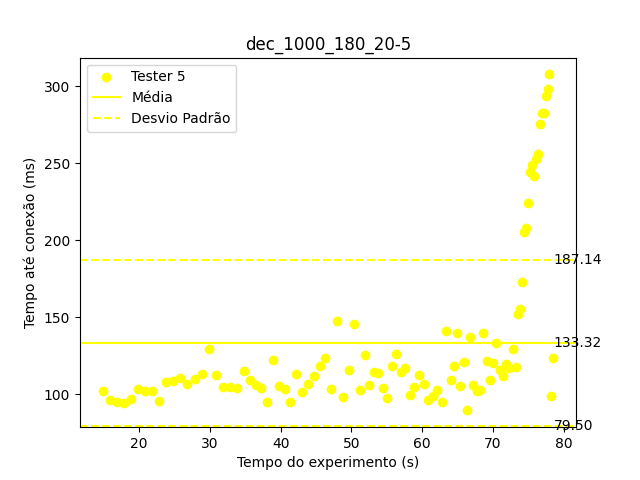 dec_1000_180_20-5
Tester 5
Média
Desvio Padrão
300
250
200
150
100
Tempo até conexão (ms)
187.14
133.32
79.50
20 30 40 50 60 70 80
Tempo do experimento (s)